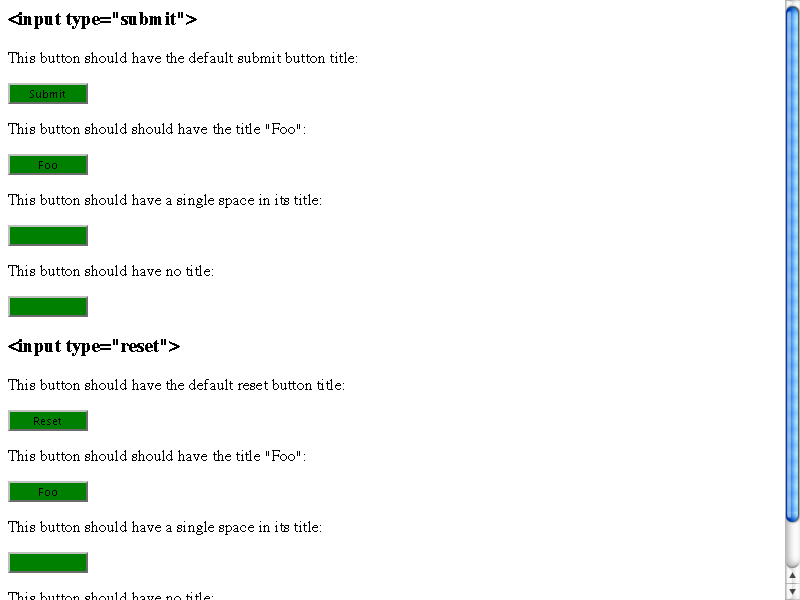 <input type="submit">
This button should have the default submit button title:
Submit
This button should should have the title "Foo":
Foo
This button should have a single space in its title:
This button should have no title:
<input type="reset">
This button should have the default reset button title:
Reset
This button should should have the title "Foo":
Foo
This button should have a single space in its title:
This button should have no title: